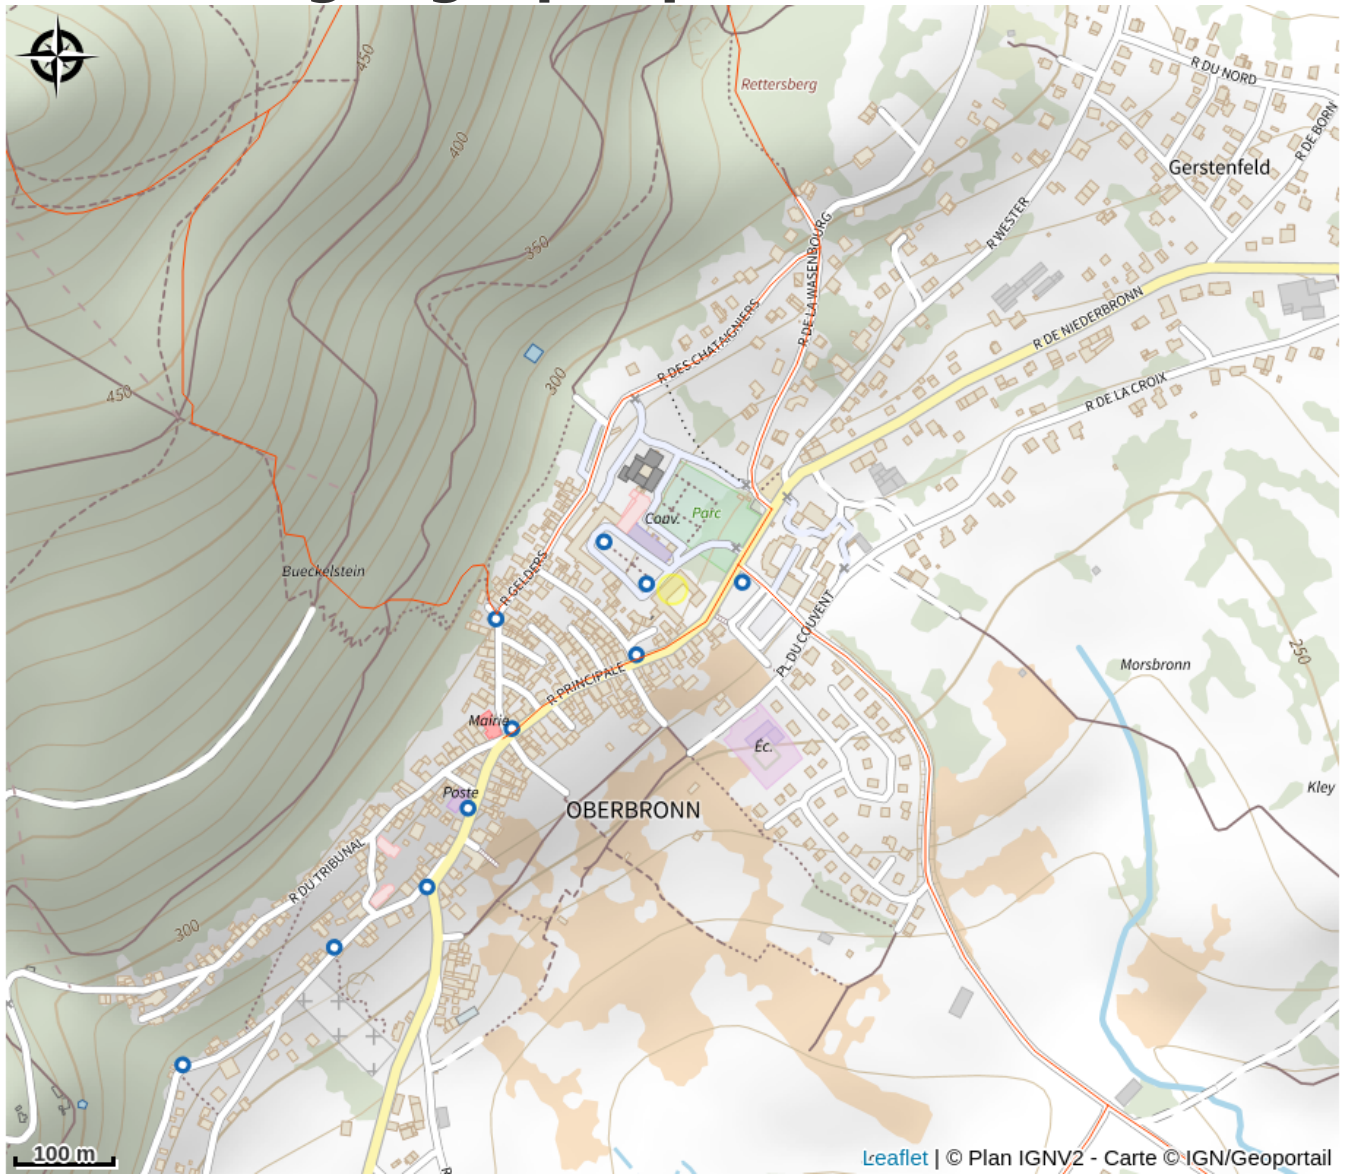 450
R DU NORD
Rettersberg
R DE BORN
400
Gerstenfeld
R WESTER
R DE LA WASENBOURG
350
R DE NIEDERBRONN
R DES CHATAIGNIERS
300
450
R DE LA CROIX
Parc
Couv.
Bueckelstein
R GELDERS
PL. DU COUVENT
250
Morsbronn
R PRINCIPALE
Mairie
Éc.
Kley
Poste
OBERBRONN
R DU TRIBUNAL
300
100 m
R
Leaflet | © Plan IGNV2 - Carte © IGN/Geoportail